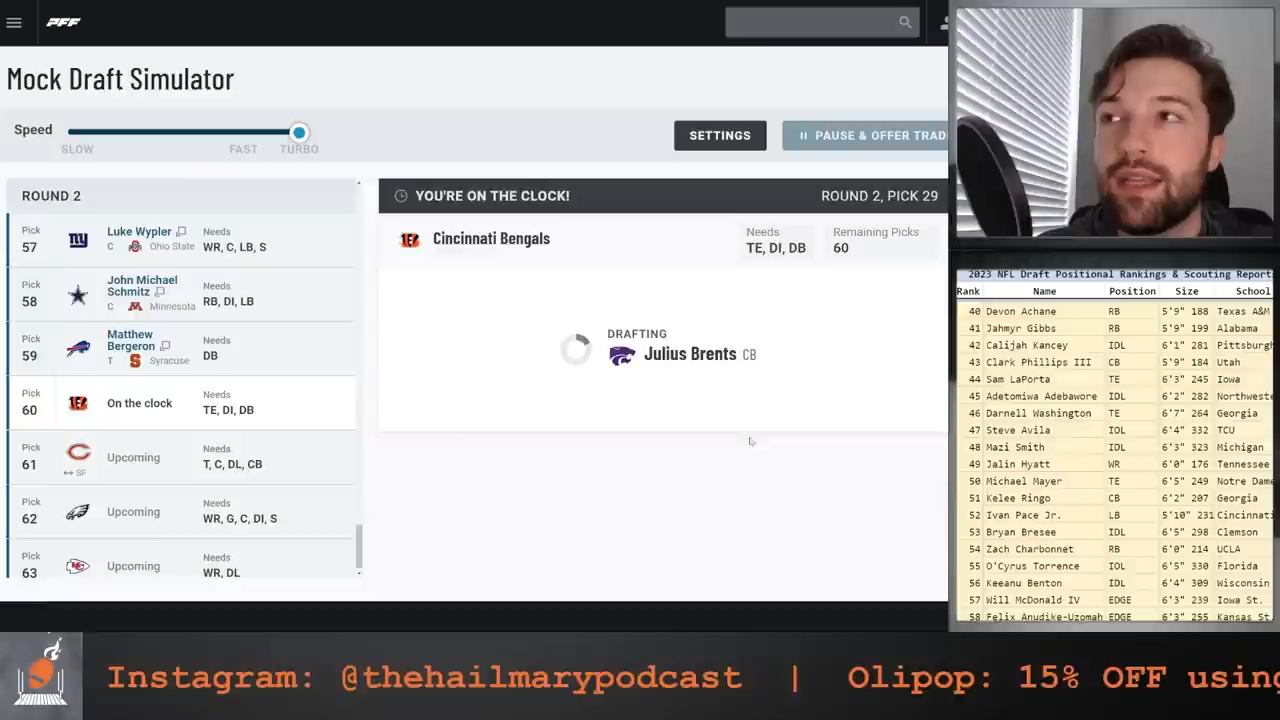 PFF
Mock Draft Simulator
Speed
SLOW FAST TURBO
SETTINGS
PAUSE & OFFER TRAD
ROUND 2
Pick 57 Luke Wypler C Ohio State Needs WR, C, LB, S
Pick 58 John Michael Schmitz C Minnesota Needs RB, DI, LB
Pick 59 Matthew Bergeron T Syracuse Needs DB
Pick 60 On the clock Needs TE, DI, DB
Pick 61 ↔ SF Upcoming Needs T, C, DL, CB
Pick 62 Upcoming Needs WR, G, C, DI, S
Pick 63 Upcoming Needs WR, DL
YOU'RE ON THE CLOCK! ROUND 2, PICK 29
Cincinnati Bengals Needs TE, DI, DB Remaining Picks 60
DRAFTING
Julius Brents CB
2023 NFL Draft Positional Rankings & Scouting Report
Rank Name Position Size School
40 Devon Achane RB 5'9" 188 Texas A&M
41 Jahmyr Gibbs RB 5'9" 199 Alabama
42 Calijah Kancey IDL 6'1" 281 Pittsburgh
43 Clark Phillips III CB 5'9" 184 Utah
44 Sam LaPorta TE 6'3" 245 Iowa
45 Adetomiwa Adebawore IDL 6'2" 282 Northweste
46 Darnell Washington TE 6'7" 264 Georgia
47 Steve Avila IOL 6'4" 332 TCU
48 Mazi Smith IDL 6'3" 323 Michigan
49 Jalin Hyatt WR 6'0" 176 Tennessee
50 Michael Mayer TE 6'5" 249 Notre Dame
51 Kelee Ringo CB 6'2" 207 Georgia
52 Ivan Pace Jr. LB 5'10" 231 Cincinnati
53 Bryan Bresee IDL 6'5" 298 Clemson
54 Zach Charbonnet RB 6'0" 214 UCLA
55 O'Cyrus Torrence IOL 6'5" 330 Florida
56 Keeanu Benton IDL 6'4" 309 Wisconsin
57 Will McDonald IV EDGE 6'3" 239 Iowa St.
58 Felix Anudike-Uzomah EDGE 6'3" 255 Kansas St.
Instagram: @thehailmarypodcast | Olipop: 15% OFF using